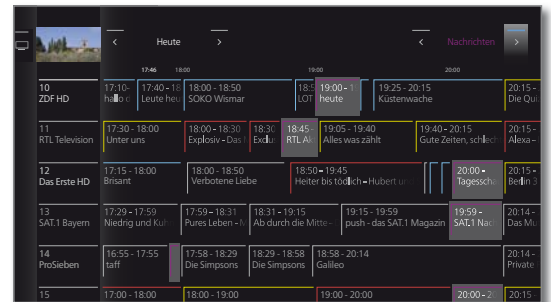 < Heute > < Nachrichten >
17:46 18:00 19:00 20:00
10 17:10- 17:40 - 18 18:00 - 18:50 18:5 19:00 - 1 19:25 - 20:15 20:15 -
ZDF HD hallo d Leute heu SOKO Wismar LOT heute Küstenwache Die Qui
11 17:30 - 18:00 18:00 - 18:30 18:30 18:45 - 19:05 - 19:40 19:40 - 20:15 20:15 -
RTL Television Unter uns Explosiv - Das Exclus RTL Ak Alles was zählt Gute Zeiten, schlech Alexa –
12 17:15 - 18:00 18:00 - 18:50 18:50 – 19:45 20:00 - 20:15 -
Das Erste HD Brisant Verbotene Liebe Heiter bis tödlich – Hubert un Tagesscha Berlin 3
13 17:29 - 17:59 17:59 – 18:31 18:31 - 19:15 19:15 - 19:59 19:59 - 20:14 -
SAT.1 Bayern Niedrig und Kuh Pures Leben – M Ab durch die Mitte - push - das SAT.1 Magazin SAT.1 Nac Das Mu
14 16:55 - 17:55 17:58 - 18:29 18:29 - 18:58 18:58 - 20:14 20:14 -
ProSieben taff Die Simpsons Die Simpsons Galileo Private
15 17:00 - 18:00 18:00 - 19:00 19:00 - 20:00 20:00 - 2 20:15 -